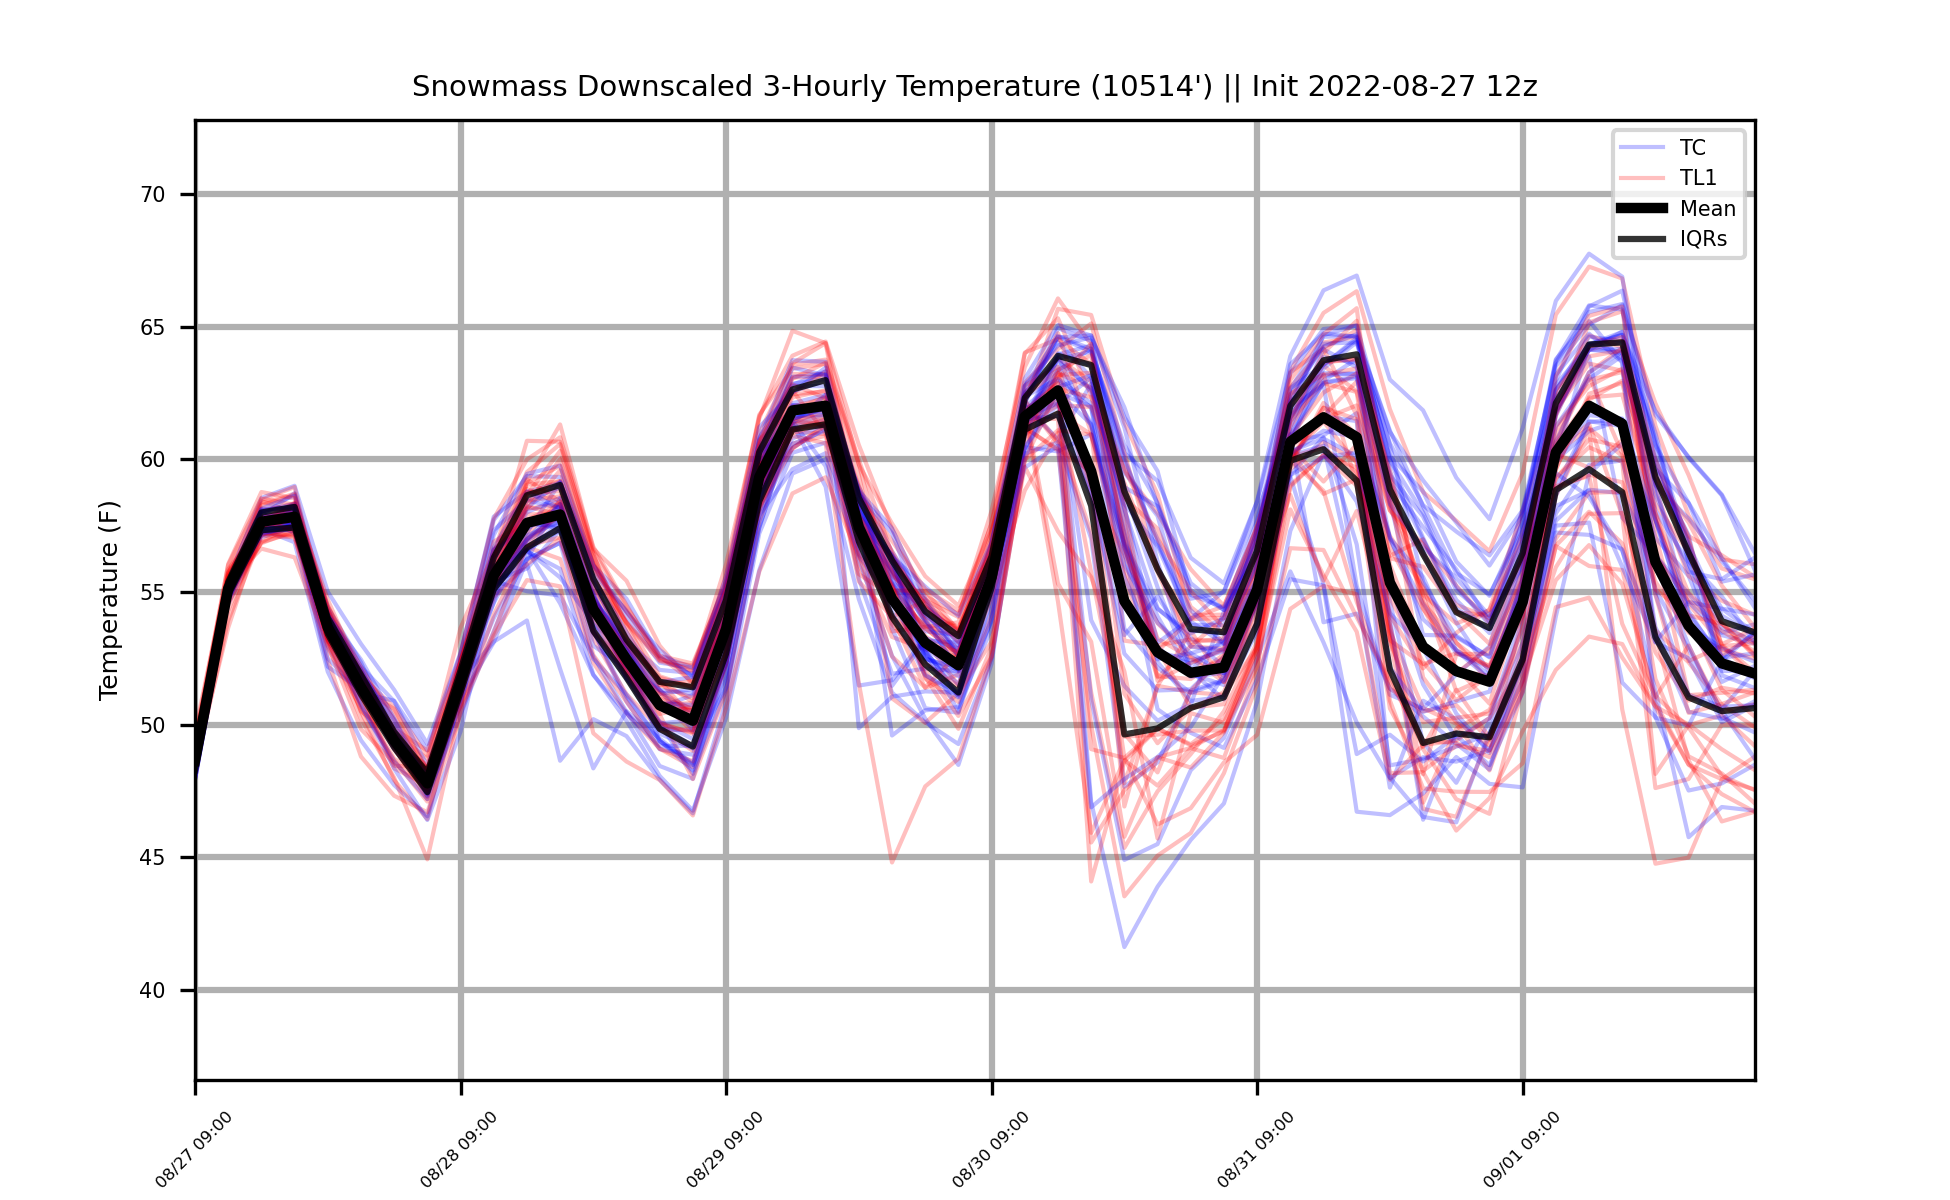 Snowmass Downscaled 3-Hourly Temperature (10514') || Init 2022-08-27 12z
TC
TL1
Mean
IQRs
Temperature (F)
70
65
60
55
50
45
40
08/27 09:00
08/28 09:00
08/29 09:00
08/30 09:00
08/31 09:00
09/01 09:00